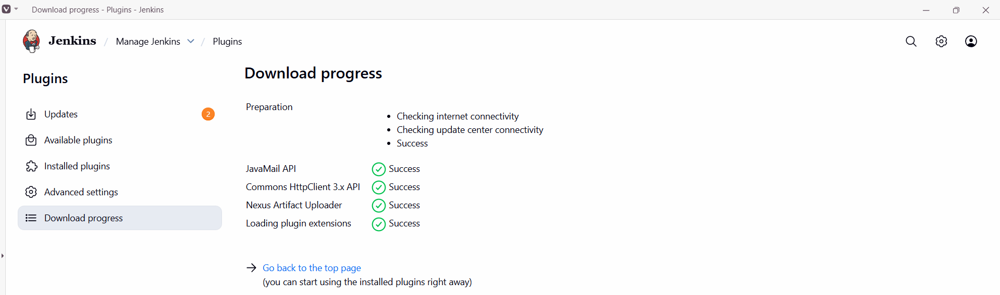 Download progress - Plugins - Jenkins
Jenkins / Manage Jenkins / Plugins
Plugins
Updates 2
Available plugins
Installed plugins
Advanced settings
Download progress
Download progress
Preparation
• Checking internet connectivity
• Checking update center connectivity
• Success
JavaMail API Success
Commons HttpClient 3.x API Success
Nexus Artifact Uploader Success
Loading plugin extensions Success
Go back to the top page
(you can start using the installed plugins right away)